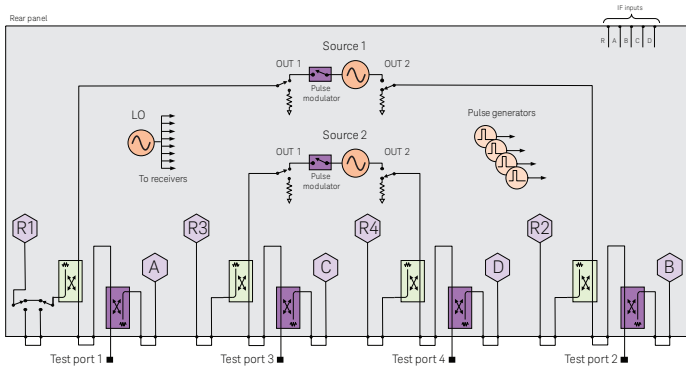 IF inputs
Rear panel
R A B C D
Source 1
OUT 1
OUT 2
Pulse
modulator
LO
To receivers
Pulse generators
Source 2
OUT 1
OUT 2
Pulse
modulator
R1
R3
R4
R2
A
C
D
B
Test port 1
Test port 3
Test port 4
Test port 2